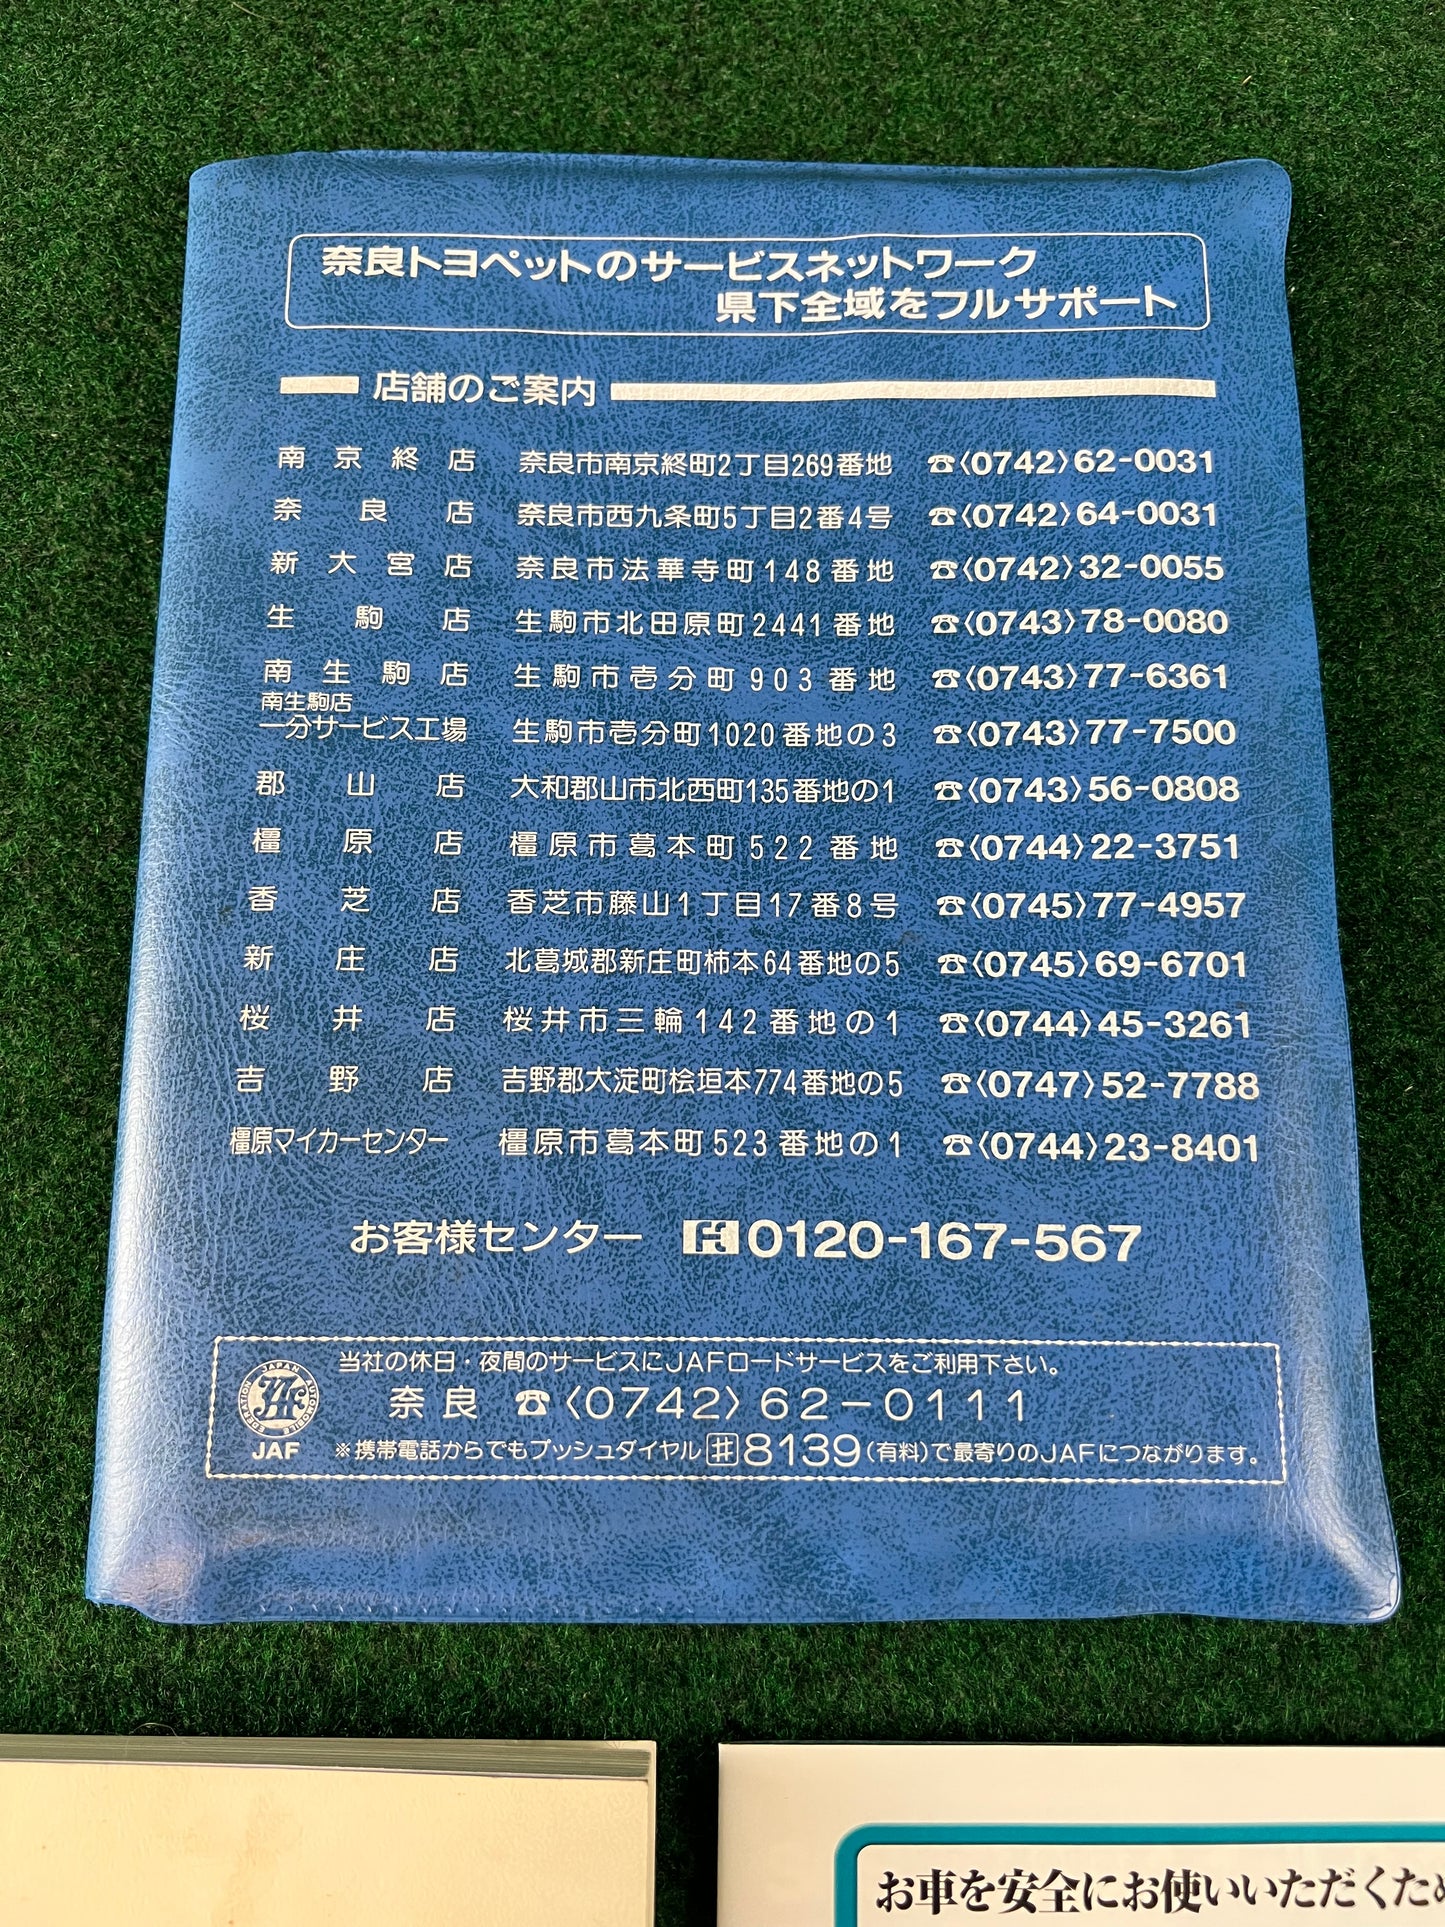 奈良トヨペットのサービスネットワーク
県下全域をフルサポート
店舗のご案内
南京終店 奈良市南京終町2丁目269番地 ☎〈0742〉62-0031
奈良店 奈良市西九条町5丁目2番4号 ☎〈0742〉64-0031
新大宮店 奈良市法華寺町148番地 ☎〈0742〉32-0055
生駒店 生駒市北田原町2441番地 ☎〈0743〉78-0080
南生駒店 生駒市壱分町903番地 ☎〈0743〉77-6361
南生駒店
一分サービス工場 生駒市壱分町1020番地の3 ☎〈0743〉77-7500
郡山店 大和郡山市北西町135番地の1 ☎〈0743〉56-0808
橿原店 橿原市葛本町522番地 ☎〈0744〉22-3751
香芝店 香芝市藤山1丁目17番8号 ☎〈0745〉77-4957
新庄店 北葛城郡新庄町柿本64番地の5 ☎〈0745〉69-6701
桜井店 桜井市三輪142番地の1 ☎〈0744〉45-3261
吉野店 吉野郡大淀町桧垣本774番地の5 ☎〈0747〉52-7788
橿原マイカーセンター 橿原市葛本町523番地の1 ☎〈0744〉23-8401
お客様センター 0120-167-567
当社の休日・夜間のサービスにJAFロードサービスをご利用下さい。
JAPAN AUTOMOBILE FEDERATION
奈良 ☎〈0742〉62-0111
JAF
※携帯電話からでもプッシュダイヤル#8139(有料)で最寄りのJAFにつながります。
お車を安全にお使いいただくため